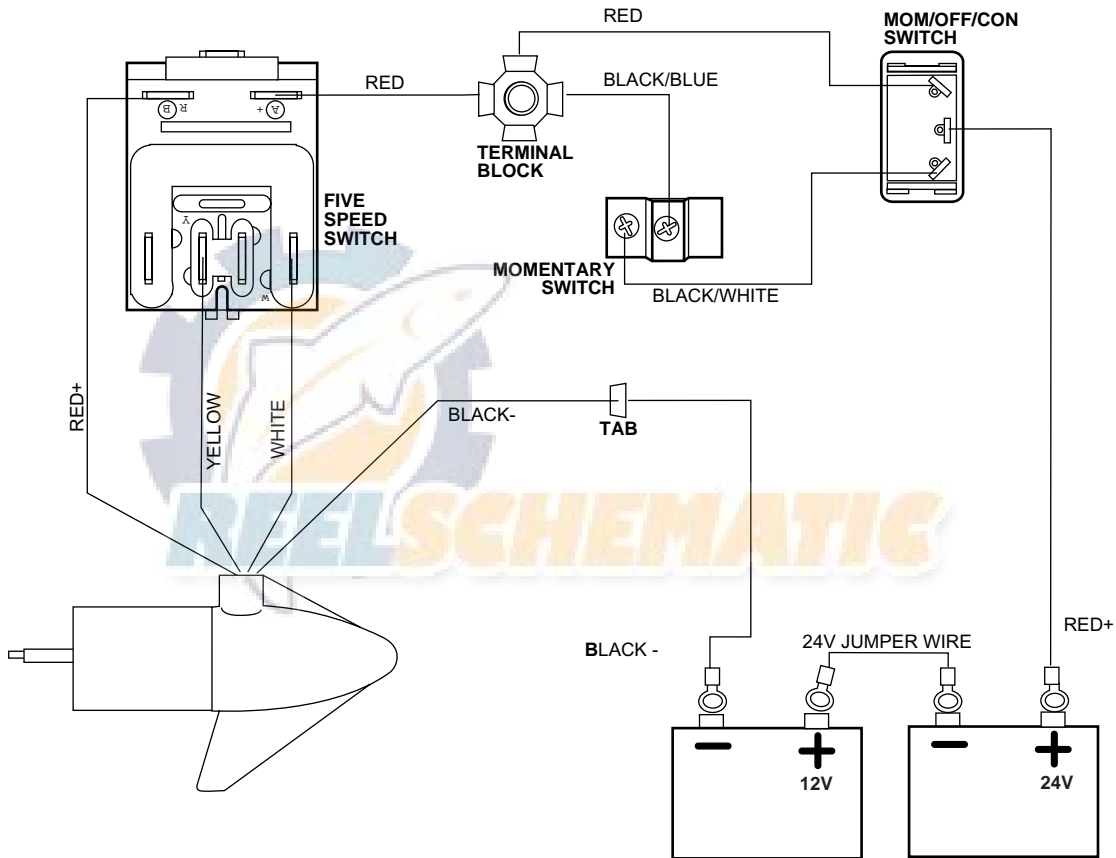 RED
MOM/OFF/CON
SWITCH
RED
BLACK/BLUE
B
R
A
+
TERMINAL
BLOCK
FIVE
SPEED
SWITCH
Y
W
MOMENTARY
SWITCH
BLACK/WHITE
RED+
YELLOW
WHITE
BLACK-
TAB
REELSCHEMATIC
BLACK -
24V JUMPER WIRE
RED+
12V
24V